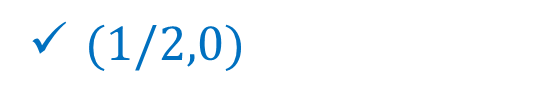 ✓ (1/2,0)